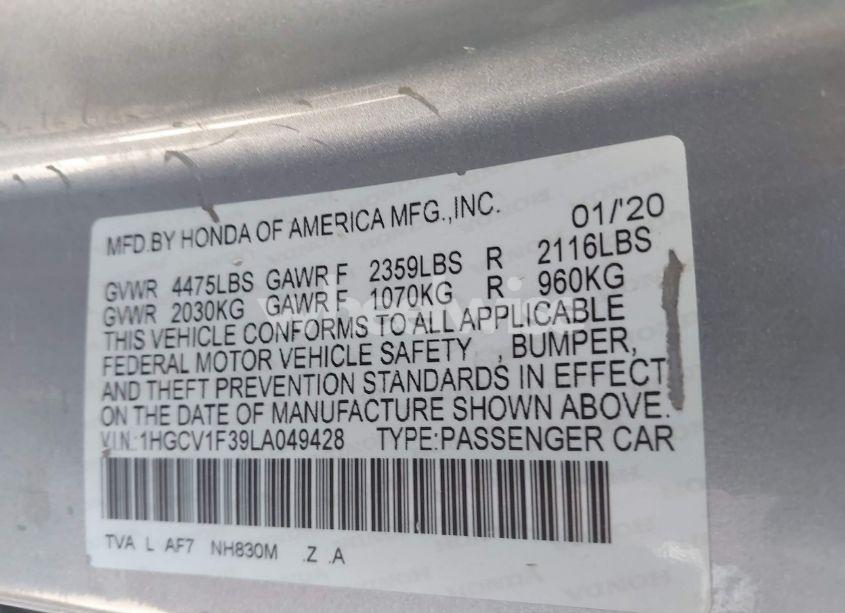 MFD.BY HONDA OF AMERICA MFG.,INC. 01/'20
GVWR 4475LBS GAWR F 2359LBS R 2116LBS
GVWR 2030KG GAWR F 1070KG R 960KG
THIS VEHICLE CONFORMS TO ALL APPLICABLE
FEDERAL MOTOR VEHICLE SAFETY , BUMPER,
AND THEFT PREVENTION STANDARDS IN EFFECT
ON THE DATE OF MANUFACTURE SHOWN ABOVE.
V.I.N.:1HGCV1F39LA049428 TYPE:PASSENGER CAR
TVA L AF7 NH830M .Z .A